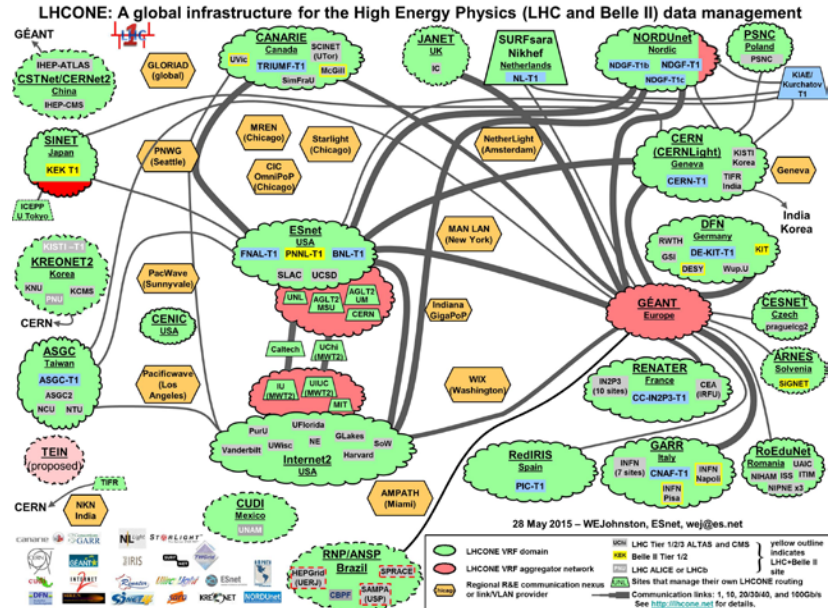 LHCONE: A global infrastructure for the High Energy Physics (LHC and Belle II) data management
GÉANT
IHEP-ATLAS
CSTNet/CERNet2
China
IHEP-CMS
GLORIAD
(global)
CANARIE
Canada
UVic
SCINET
(UTor)
TRIUMF-T1
McGill
SimFraU
JANET
UK
IC
SURFsara
Nikhef
Netherlands
NL-T1
NORDUnet
Nordic
NDGF-T1b
NDGF-T1
NDGF-T1c
PSNC
Poland
PSNC
KIAE/
Kurchatov
T1
SINET
Japan
KEK T1
ICEPP
U Tokyo
PNWG
(Seattle)
MREN
(Chicago)
Starlight
(Chicago)
CIC
OmniPoP
(Chicago)
NetherLight
(Amsterdam)
CERN
(CERNLight)
Geneva
CERN-T1
KISTI
Korea
TIFR
India
Geneva
India
Korea
ESnet
USA
FNAL-T1
PNNL-T1
BNL-T1
SLAC
UCSD
UNL
AGLT2
MSU
AGLT2
UM
CERN
MAN LAN
(New York)
DFN
Germany
RWTH
GSI
DE-KIT-T1
KIT
DESY
Wup.U
KISTI –T1
KREONET2
Korea
KNU
PNU
KCMS
CERN
PacWave
(Sunnyvale)
CENIC
USA
Caltech
UChi
(MWT2)
Indiana
GigaPoP
GÉANT
Europe
CESNET
Czech
praguelcg2
ASGC
Taiwan
ASGC-T1
ASGC2
NCU
NTU
Pacificwave
(Los
Angeles)
IU
(MWT2)
UIUC
(MWT2)
MIT
WIX
(Washington)
RENATER
France
IN2P3
(10 sites)
CEA
(IRFU)
CC-IN2P3-T1
ARNES
Solvenia
SiGNET
TEIN
(proposed)
PurU
UFlorida
Vanderbilt
UWisc
NE
GLakes
SoW
Harvard
Internet2
USA
RedIRIS
Spain
PIC-T1
GARR
Italy
INFN
(7 sites)
CNAF-T1
INFN
Napoli
INFN
Pisa
RoEduNet
Romania
UAIC
NIHAM
ISS
ITIM
NIPNE x3
TIFR
CERN
NKN
India
CUDI
Mexico
UNAM
AMPATH
(Miami)
28 May 2015 – WEJohnston, ESnet, wej@es.net
RNP/ANSP
Brazil
HEPGrid
(UERJ)
SPRACE
SAMPA
(USP)
CBPF
LHCONE VRF domain
LHCONE VRF aggregator network
Regional R&E communication nexus
or link/VLAN provider
LHC Tier 1/2/3 ALTAS and CMS
KEK
Belle II Tier 1/2
LHC ALICE or LHCb
yellow outline
indicates
LHC+Belle II
site
UNL
Sites that manage their own LHCONE routing
Communication links: 1, 10, 20/30/40, and 100Gb/s
See http://lhcone.net for details.
canarie
GARR
ESnet
NORDUnet